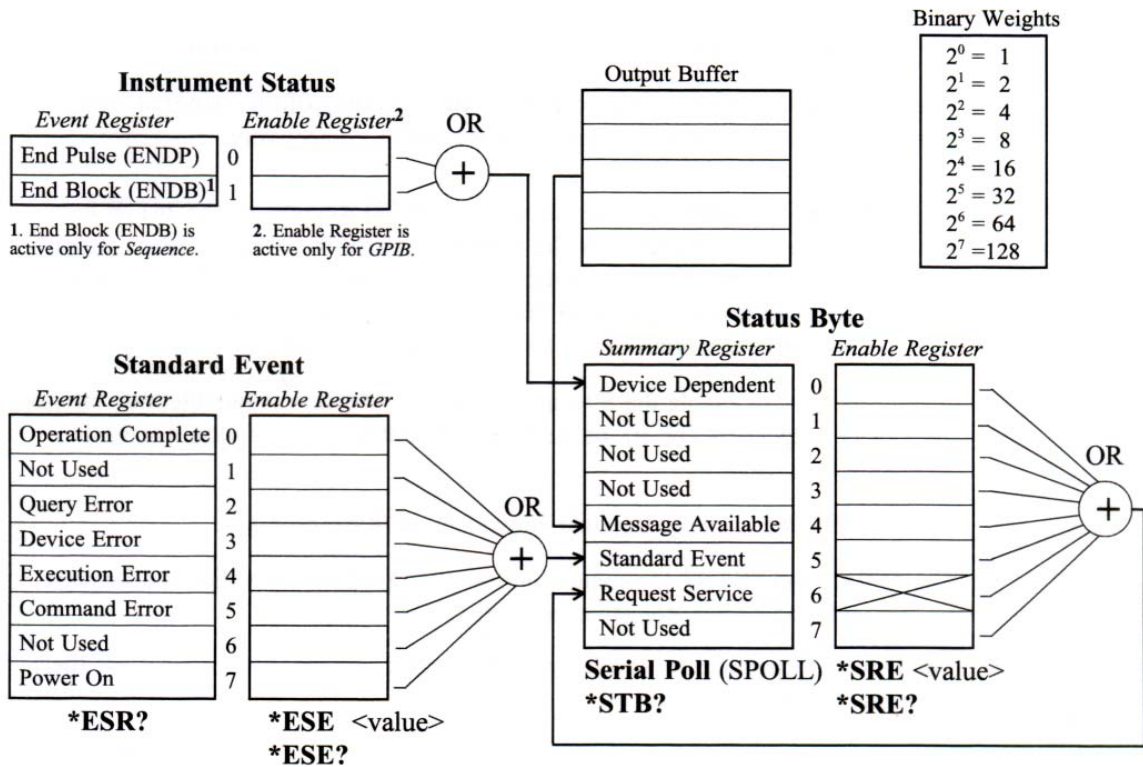 Binary Weights
2⁰ = 1
2¹ = 2
2² = 4
2³ = 8
2⁴ = 16
2⁵ = 32
2⁶ = 64
2⁷ =128
Instrument Status
Event Register
Enable Register²
OR
End Pulse (ENDP) 0
End Block (ENDB)¹ 1
+
1. End Block (ENDB) is
active only for Sequence.
2. Enable Register is
active only for GPIB.
Output Buffer
Standard Event
Event Register
Enable Register
Operation Complete 0
Not Used 1
Query Error 2
Device Error 3
Execution Error 4
Command Error 5
Not Used 6
Power On 7
OR
+
*ESR?
*ESE <value>
*ESE?
Status Byte
Summary Register
Enable Register
Device Dependent 0
Not Used 1
Not Used 2
Not Used 3
Message Available 4
Standard Event 5
Request Service 6
Not Used 7
OR
+
Serial Poll (SPOLL)
*STB?
*SRE <value>
*SRE?